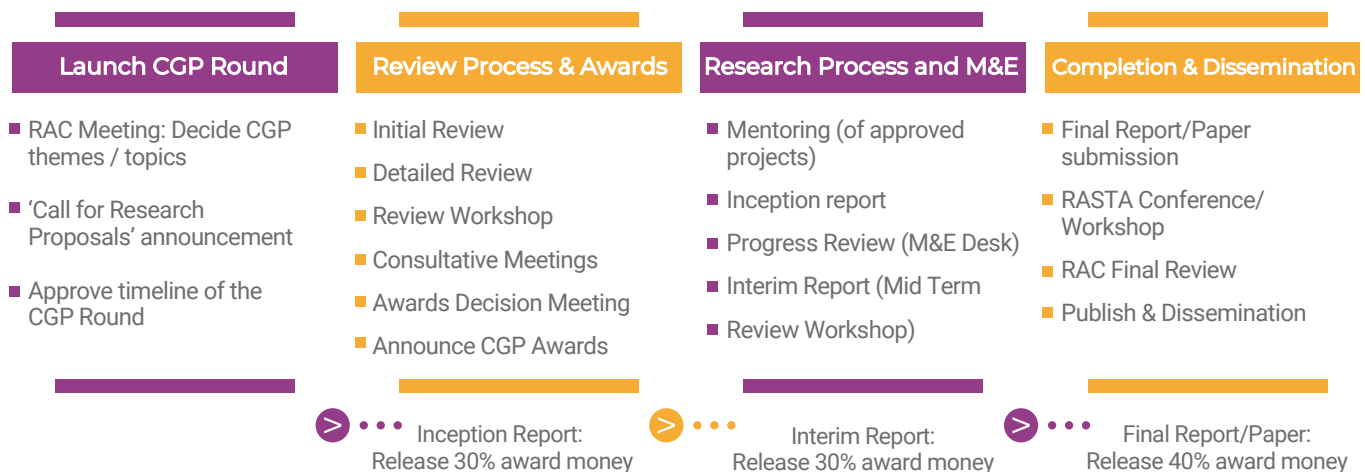 Launch CGP Round
RAC Meeting: Decide CGP
themes / topics
‘Call for Research
Proposals’ announcement
Approve timeline of the
CGP Round
Review Process & Awards
Initial Review
Detailed Review
Review Workshop
Consultative Meetings
Awards Decision Meeting
Announce CGP Awards
Research Process and M&E
Mentoring (of approved
projects)
Inception report
Progress Review (M&E Desk)
Interim Report (Mid Term
Review Workshop)
Completion & Dissemination
Final Report/Paper
submission
RASTA Conference/
Workshop
RAC Final Review
Publish & Dissemination
Inception Report:
Release 30% award money
Interim Report:
Release 30% award money
Final Report/Paper:
Release 40% award money